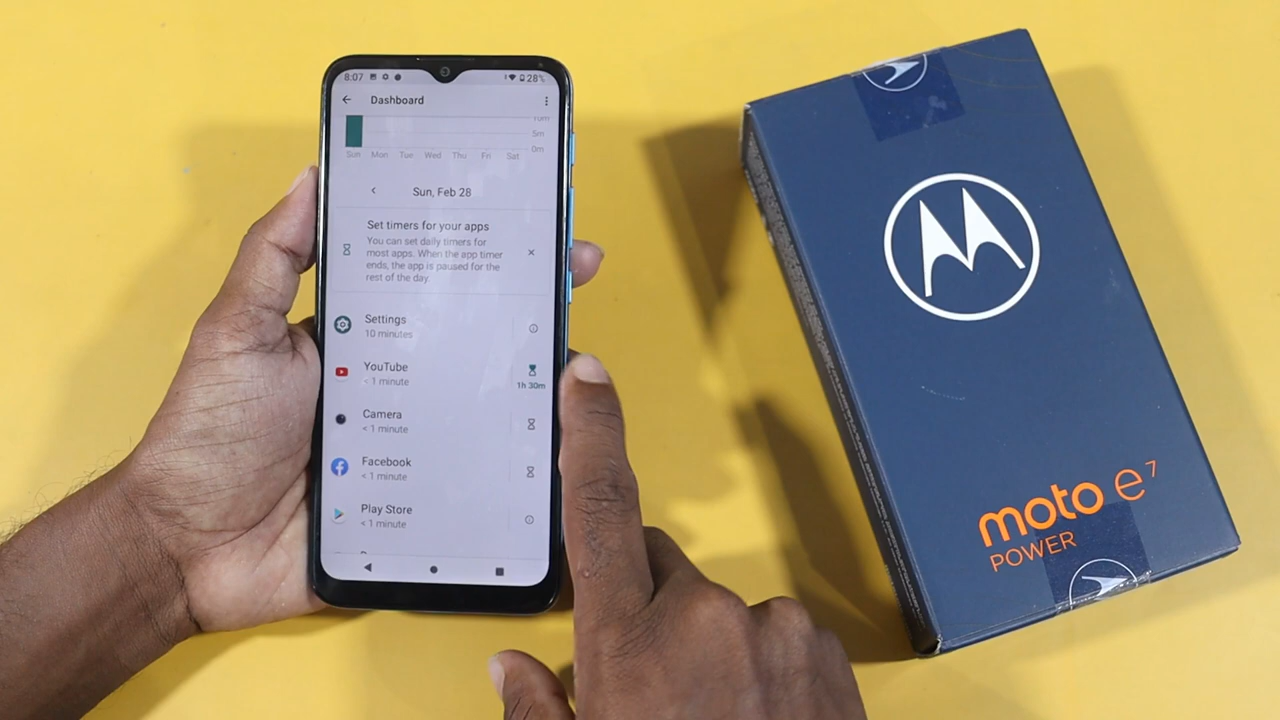 8:07
28%
Dashboard
10m
5m
0m
Sun Mon Tue Wed Thu Fri Sat
Sun, Feb 28
Set timers for your apps
You can set daily timers for
most apps. When the app timer
ends, the app is paused for the
rest of the day.
Settings
10 minutes
YouTube
< 1 minute
1h 30m
Camera
< 1 minute
Facebook
< 1 minute
Play Store
< 1 minute
moto e7
POWER